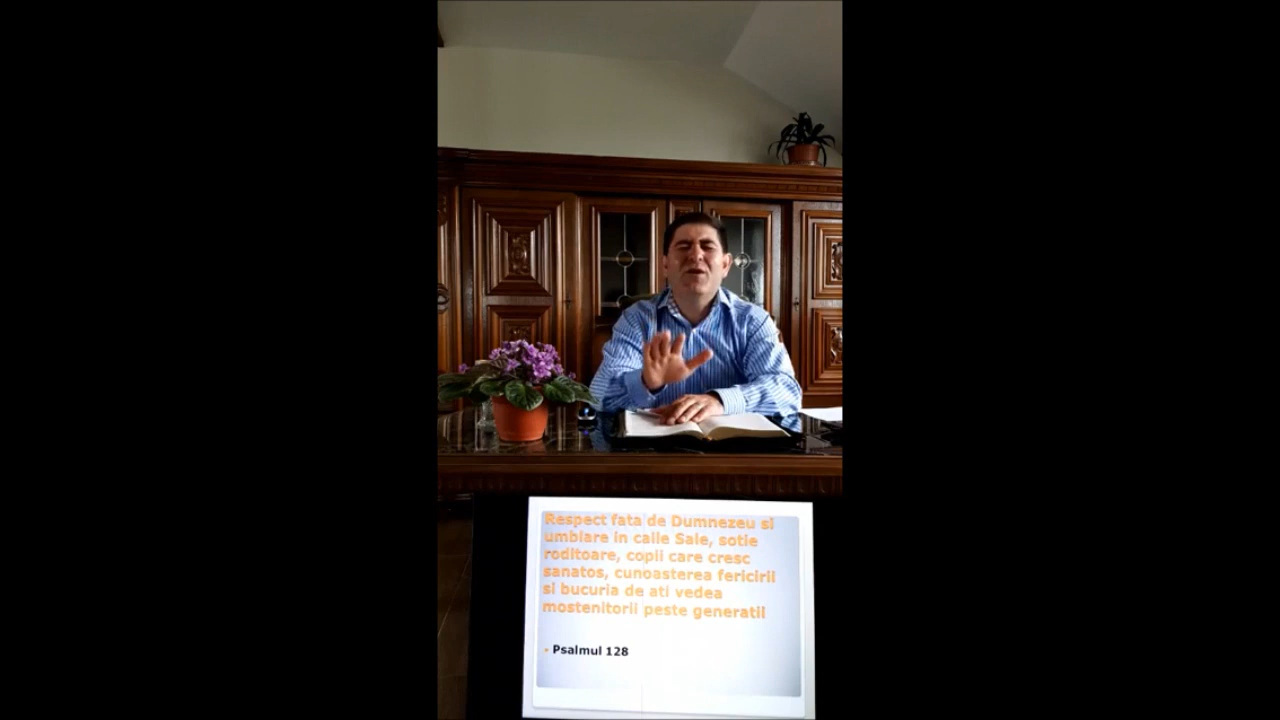 Respect fata de Dumnezeu si
umblare in caile Sale, sotie
roditoare, copii care cresc
sanatos, cunoasterea fericirii
si bucuria de ati vedea
mostenitorii peste generatii
• Psalmul 128